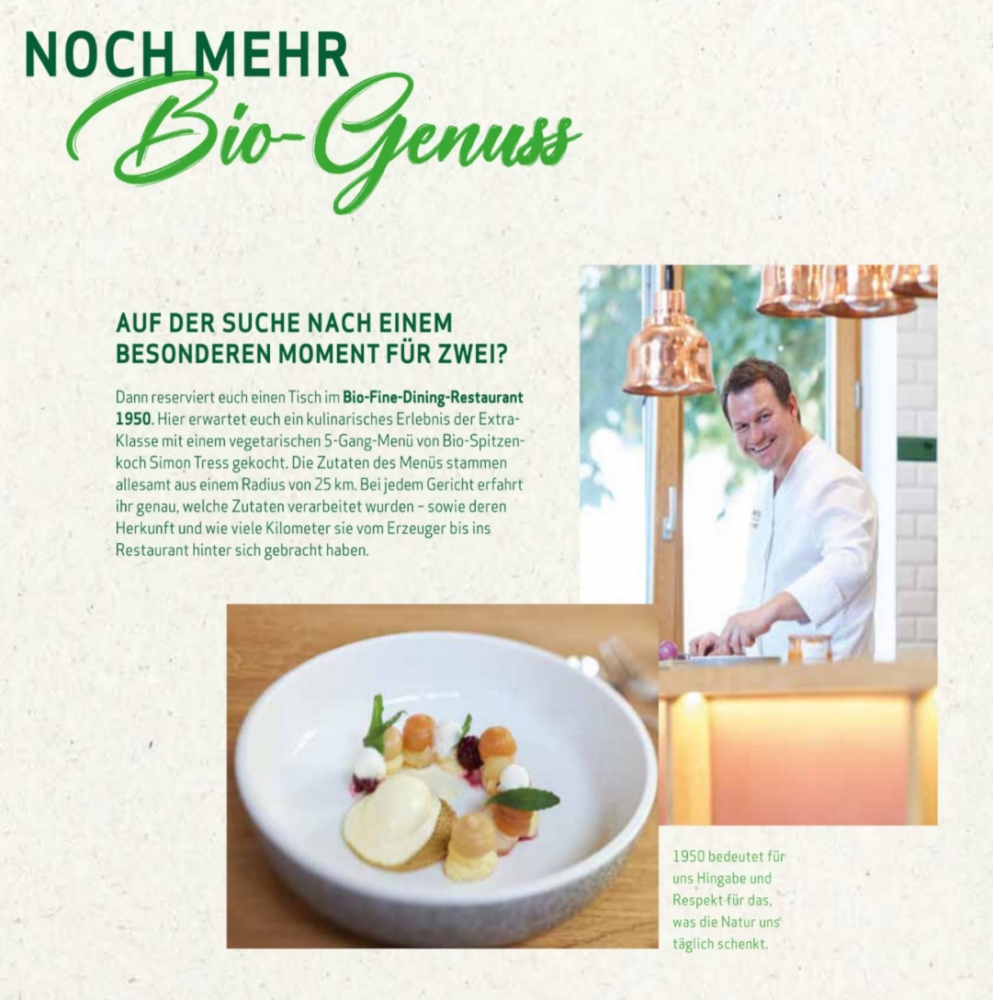 NOCH MEHR
Bio-Genuss
AUF DER SUCHE NACH EINEM
BESONDEREN MOMENT FÜR ZWEI?
Dann reserviert euch einen Tisch im Bio-Fine-Dining-Restaurant
1950. Hier erwartet euch ein kulinarisches Erlebnis der Extra-
Klasse mit einem vegetarischen 5-Gang-Menü von Bio-Spitzen-
koch Simon Tress gekocht. Die Zutaten des Menüs stammen
allesamt aus einem Radius von 25 km. Bei jedem Gericht erfahrt
ihr genau, welche Zutaten verarbeitet wurden – sowie deren
Herkunft und wie viele Kilometer sie vom Erzeuger bis ins
Restaurant hinter sich gebracht haben.
1950 bedeutet für
uns Hingabe und
Respekt für das,
was die Natur uns
täglich schenkt.